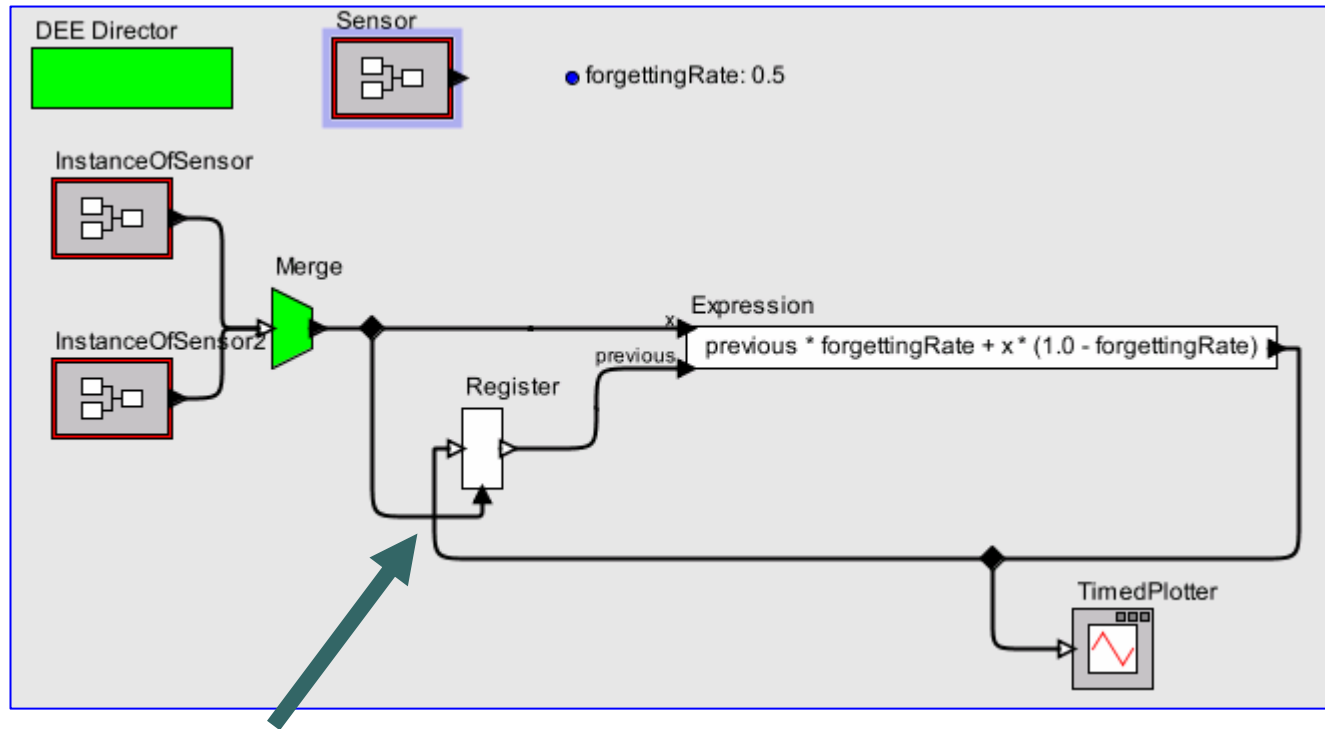 DEE Director
Sensor
forgettingRate: 0.5
InstanceOfSensor
Merge
InstanceOfSensor2
Expression
x
previous * forgettingRate + x * (1.0 - forgettingRate)
previous
Register
TimedPlotter